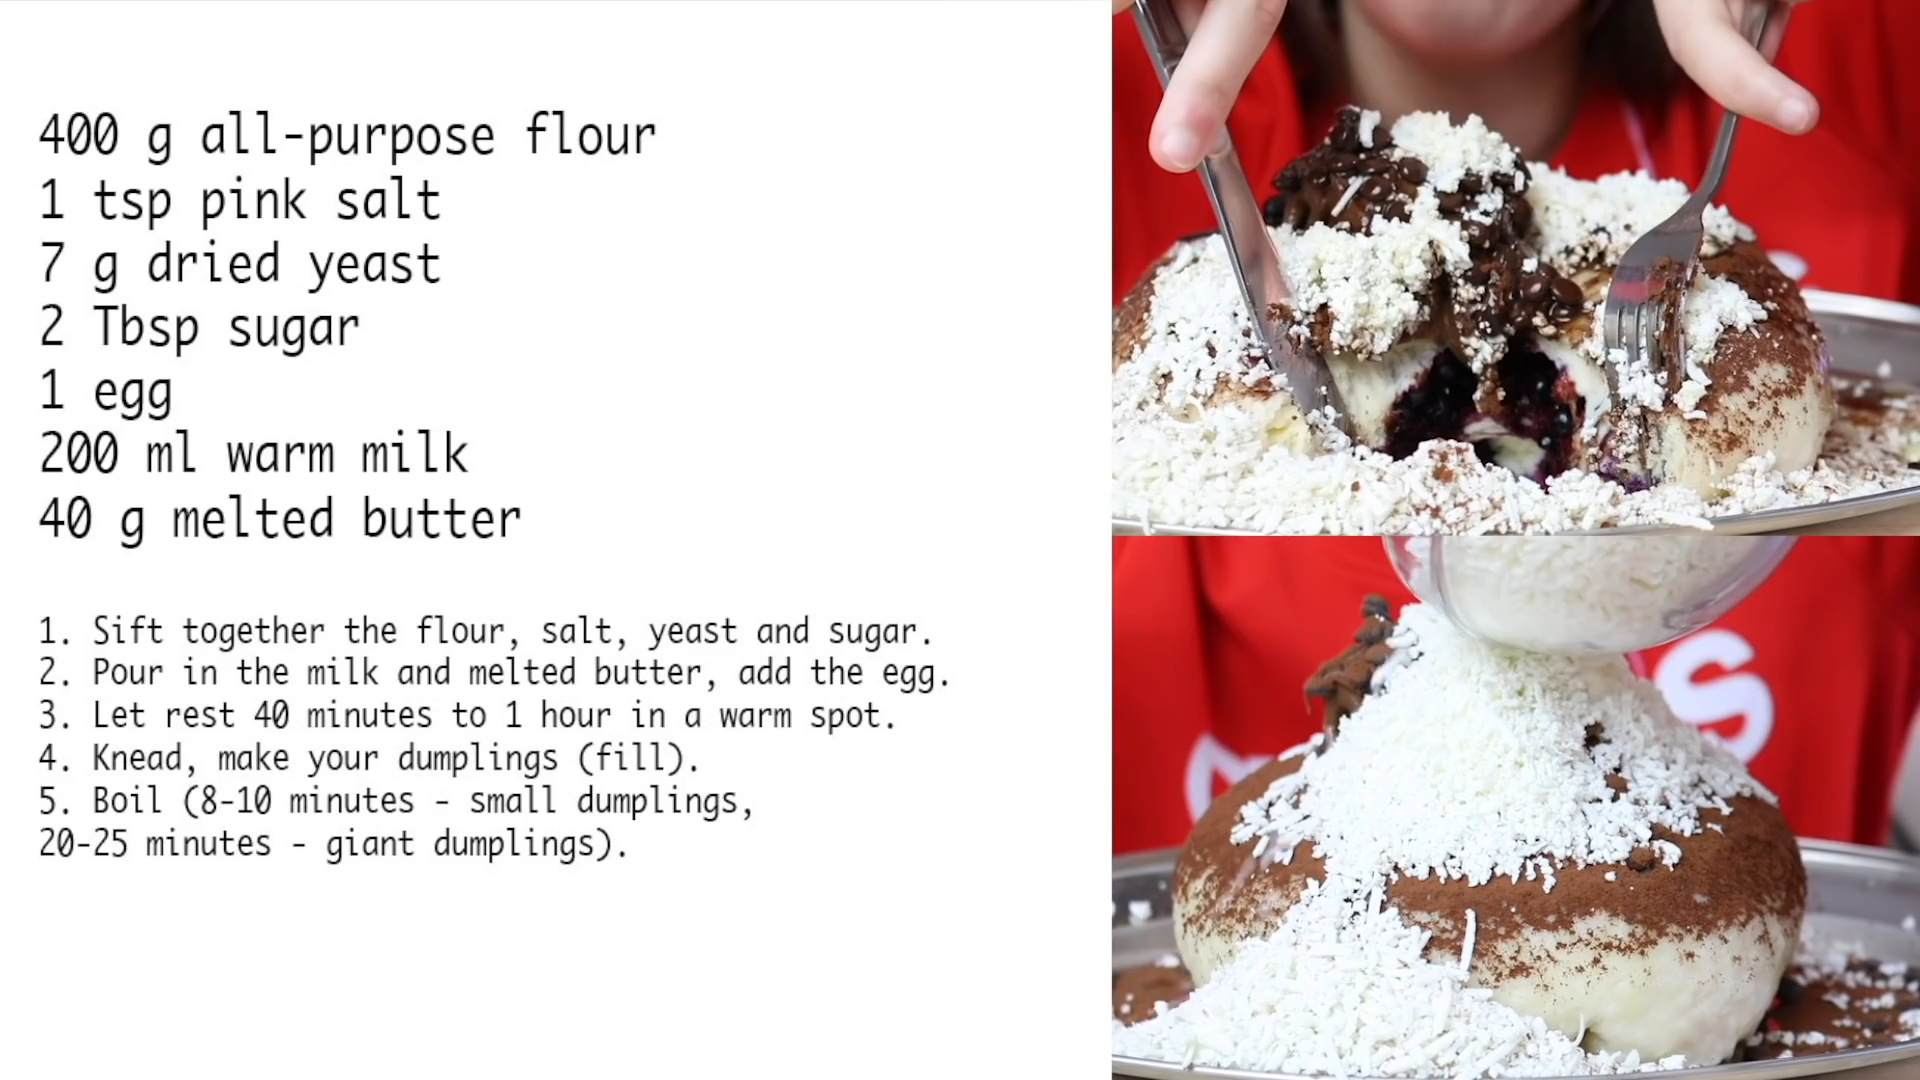 400 g all-purpose flour
1 tsp pink salt
7 g dried yeast
2 Tbsp sugar
1 egg
200 ml warm milk
40 g melted butter
1. Sift together the flour, salt, yeast and sugar.
2. Pour in the milk and melted butter, add the egg.
3. Let rest 40 minutes to 1 hour in a warm spot.
4. Knead, make your dumplings (fill).
5. Boil (8-10 minutes - small dumplings,
20-25 minutes - giant dumplings).